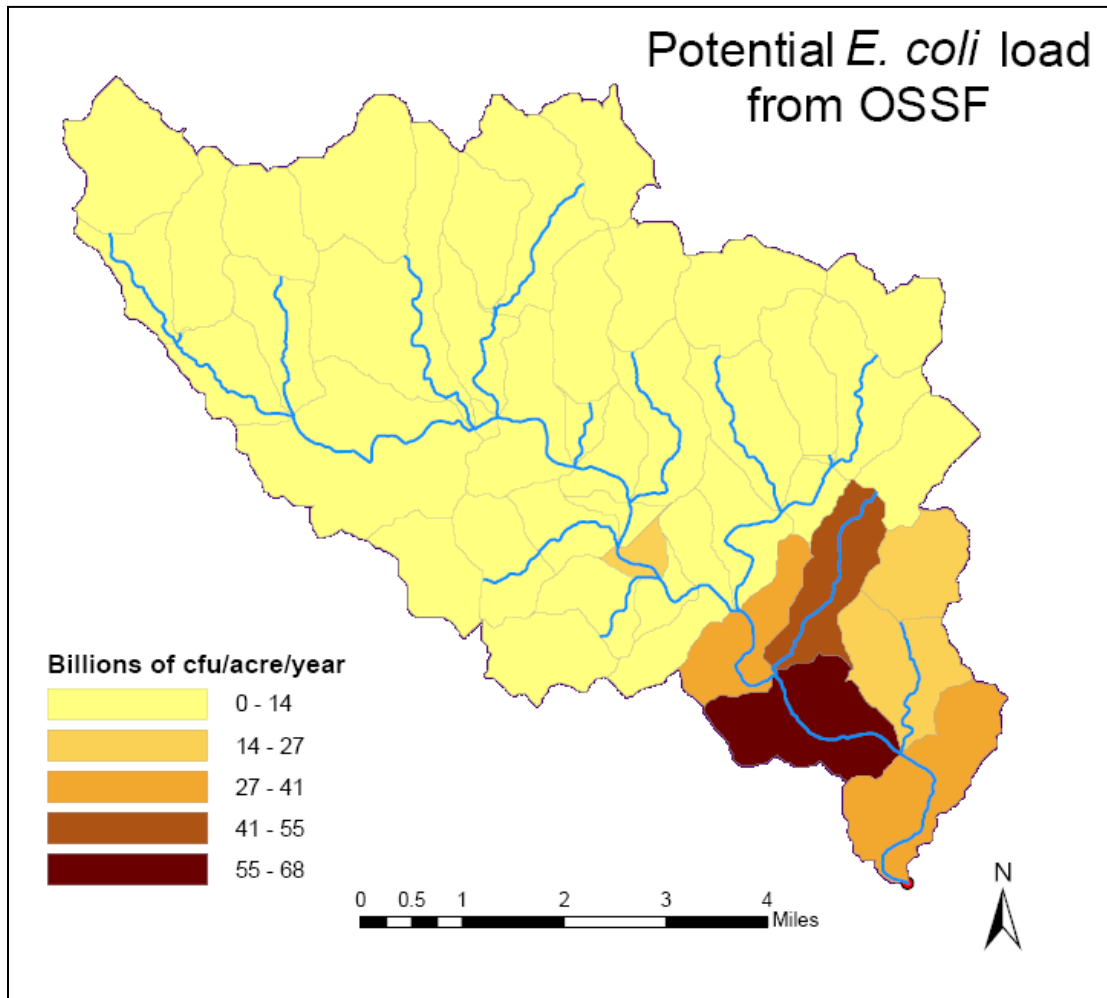 Potential E. coli load
from OSSF
Billions of cfu/acre/year
0 - 14
14 - 27
27 - 41
41 - 55
55 - 68
0 0.5 1 2 3 4
Miles
N